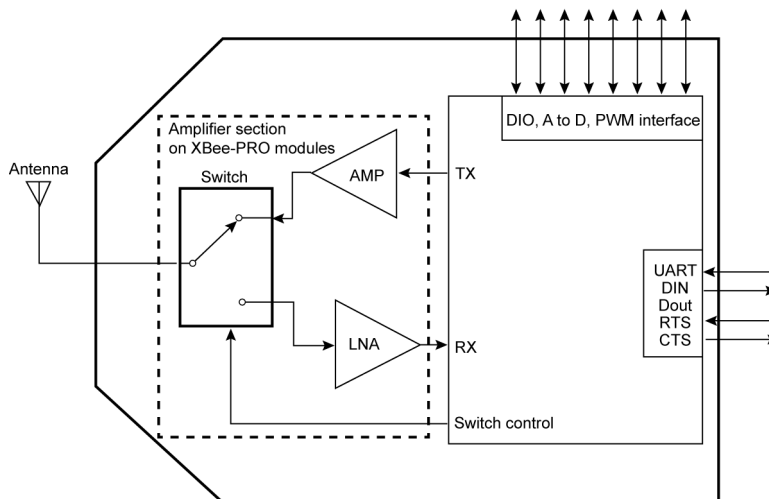 DIO, A to D, PWM interface
Amplifier section
on XBee-PRO modules
Antenna
Switch
AMP
TX
UART
DIN
Dout
RTS
CTS
LNA
RX
Switch control